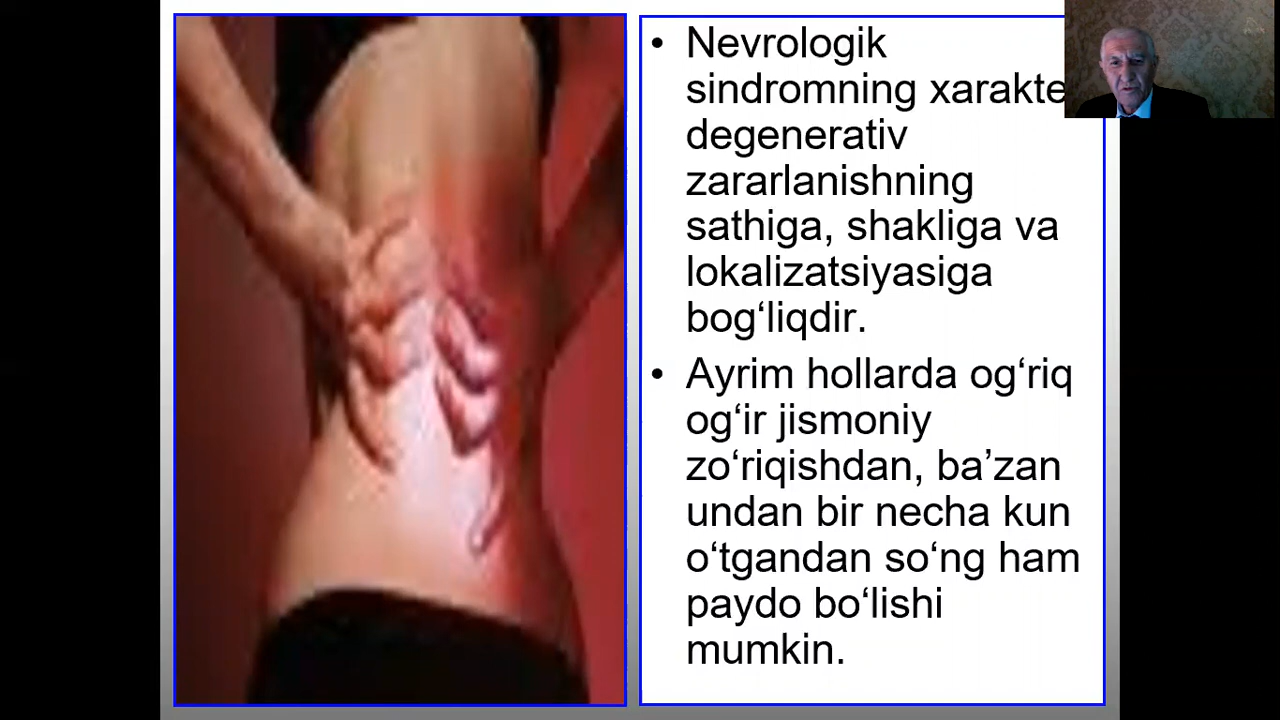 • Nevrologik
sindromning xarakte
degenerativ
zararlanishning
sathiga, shakliga va
lokalizatsiyasiga
bog‘liqdir.
• Ayrim hollarda og‘riq
og‘ir jismoniy
zo‘riqishdan, ba’zan
undan bir necha kun
o‘tgandan so‘ng ham
paydo bo‘lishi
mumkin.